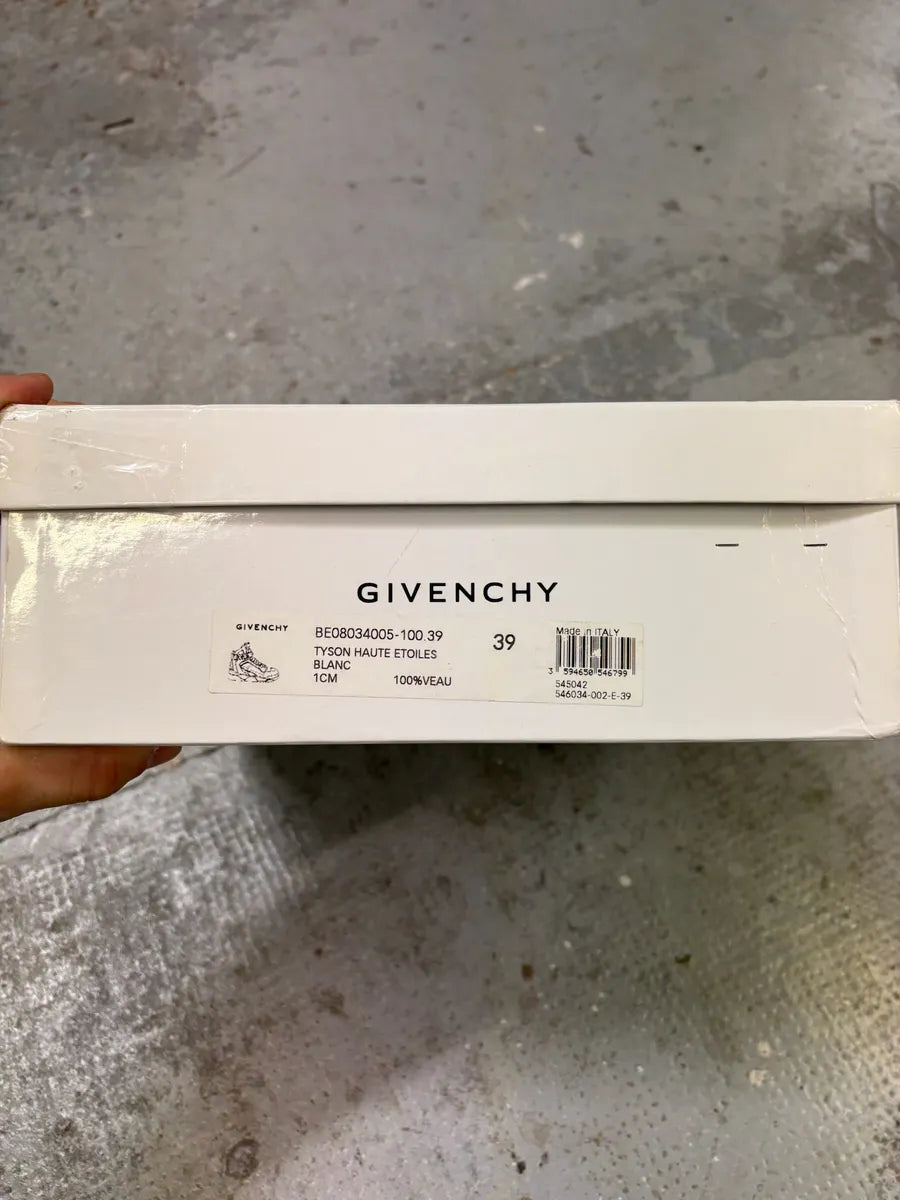 GIVENCHY
GIVENCHY
BE08034005-100 39
TYSON HAUTE ETOILES
BLANC
1CM 100%VEAU
39
Made in ITALY
3 594650 546799
545042
546034-002-E-39